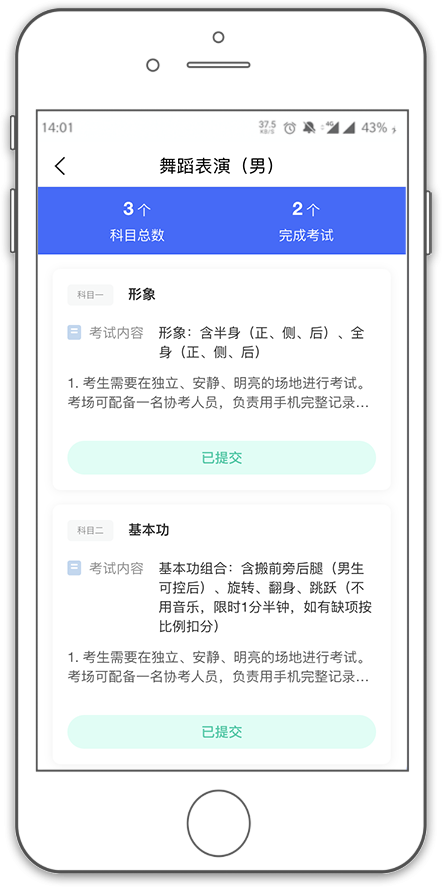 14:01
37.5
KB/S
4G
43%
舞蹈表演（男）
3 个
2 个
科目总数
完成考试
科目一
形象
考试内容
形象：含半身（正、侧、后）、全
身（正、侧、后）
1. 考生需要在独立、安静、明亮的场地进行考试。
考场可配备一名协考人员，负责用手机完整记录...
已提交
科目二
基本功
考试内容
基本功组合：含搬前旁后腿（男生
可控后）、旋转、翻身、跳跃（不
用音乐，限时1分半钟，如有缺项按
比例扣分）
1. 考生需要在独立、安静、明亮的场地进行考试。
考场可配备一名协考人员，负责用手机完整记录...
已提交